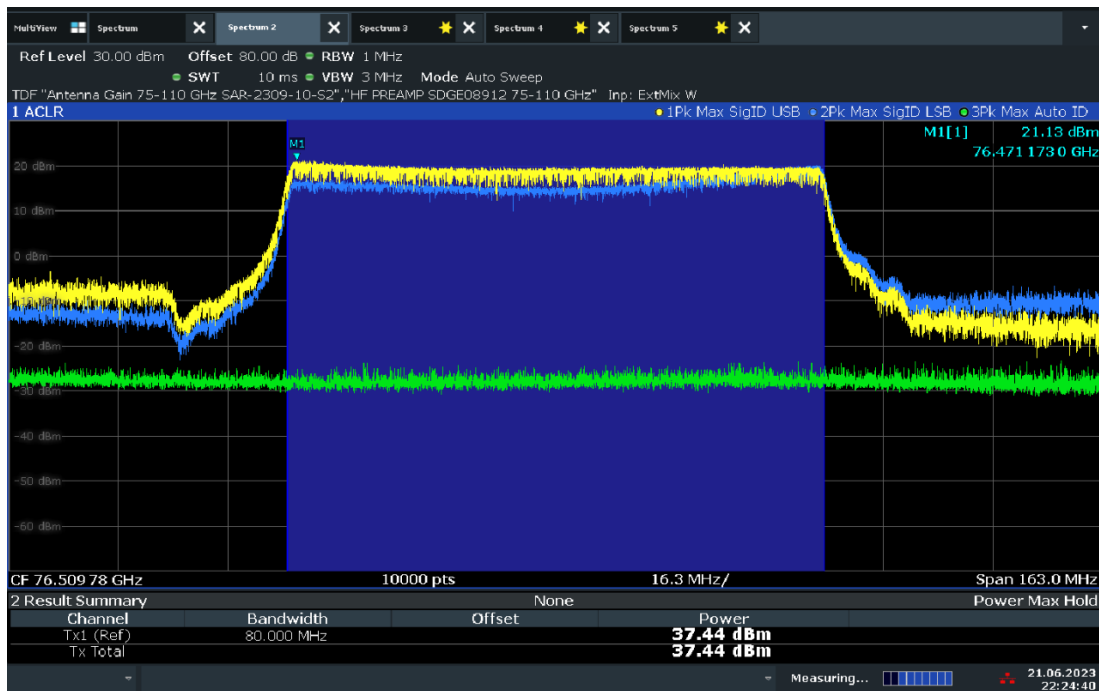 MultiView Spectrum Spectrum 2 Spectrum 3 Spectrum 4 Spectrum 5
Ref Level 30.00 dBm Offset 80.00 dB RBW 1 MHz
SWT 10 ms VBW 3 MHz Mode Auto Sweep
TDF "Antenna Gain 75-110 GHz SAR-2309-10-S2","HF PREAMP SDGE08912 75-110 GHz" Inp: ExtMix W
1 ACLR 1Pk Max SigID USB 2Pk Max SigID LSB 3Pk Max Auto ID
M1[1] 21.13 dBm
76.471 173 0 GHz
M1
20 dBm
10 dBm
0 dBm
-10 dBm
-20 dBm
-30 dBm
-40 dBm
-50 dBm
-60 dBm
CF 76.509 78 GHz 10000 pts 16.3 MHz/ Span 163.0 MHz
2 Result Summary None Power Max Hold
Channel Bandwidth Offset Power
Tx1 (Ref) 80.000 MHz 37.44 dBm
Tx Total 37.44 dBm
Measuring... 21.06.2023
22:24:40